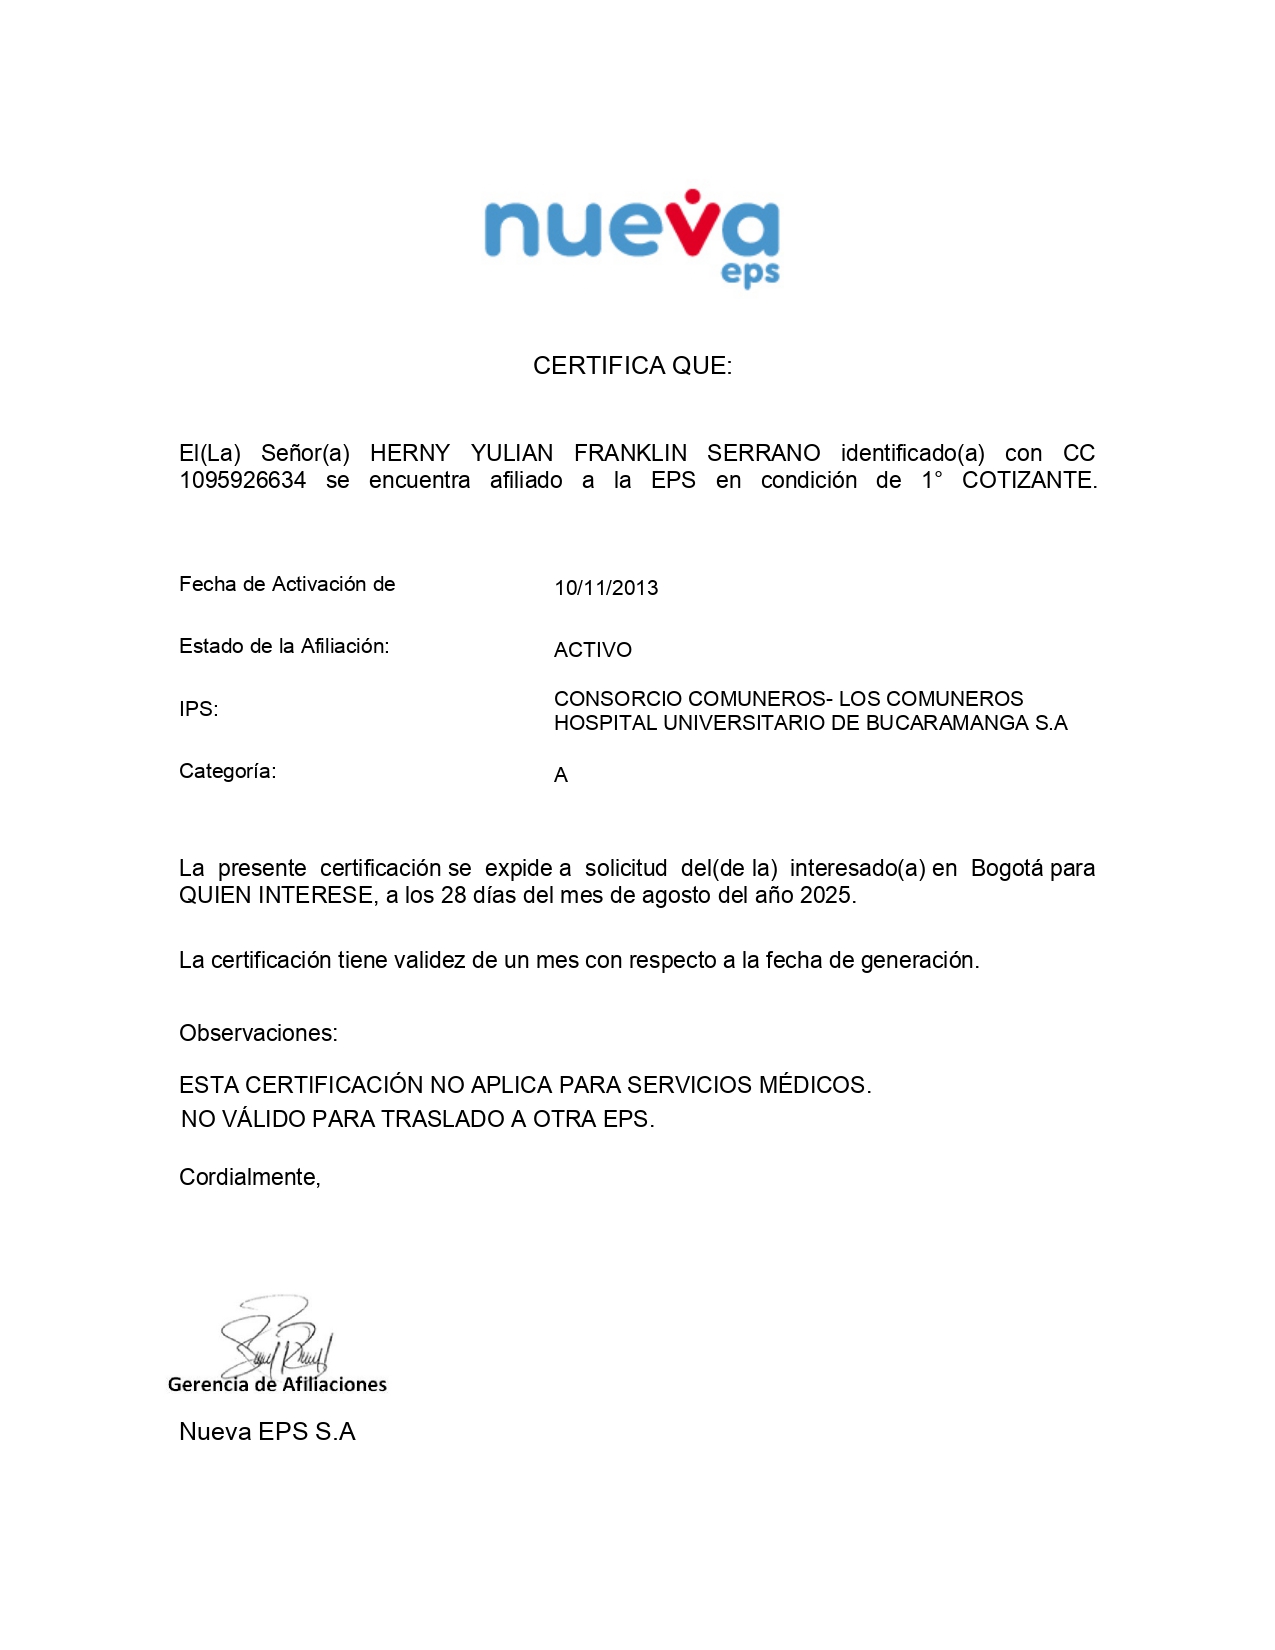 nueva
eps
CERTIFICA QUE:
El(La) Señor(a) HERNY YULIAN FRANKLIN SERRANO identificado(a) con CC
1095926634 se encuentra afiliado a la EPS en condición de 1° COTIZANTE.
Fecha de Activación de 10/11/2013
Estado de la Afiliación: ACTIVO
IPS: CONSORCIO COMUNEROS- LOS COMUNEROS
HOSPITAL UNIVERSITARIO DE BUCARAMANGA S.A
Categoría: A
La presente certificación se expide a solicitud del(de la) interesado(a) en Bogotá para
QUIEN INTERESE, a los 28 días del mes de agosto del año 2025.
La certificación tiene validez de un mes con respecto a la fecha de generación.
Observaciones:
ESTA CERTIFICACIÓN NO APLICA PARA SERVICIOS MÉDICOS.
NO VÁLIDO PARA TRASLADO A OTRA EPS.
Cordialmente,
Gerencia de Afiliaciones
Nueva EPS S.A